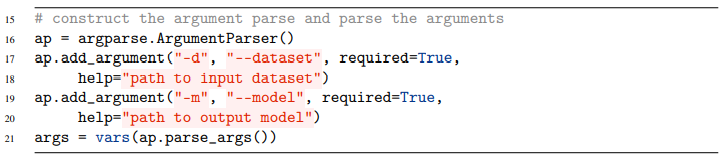 15 # construct the argument parse and parse the arguments
16 ap = argparse.ArgumentParser()
17 ap.add_argument("-d", "--dataset", required=True,
18     help="path to input dataset")
19 ap.add_argument("-m", "--model", required=True,
20     help="path to output model")
21 args = vars(ap.parse_args())